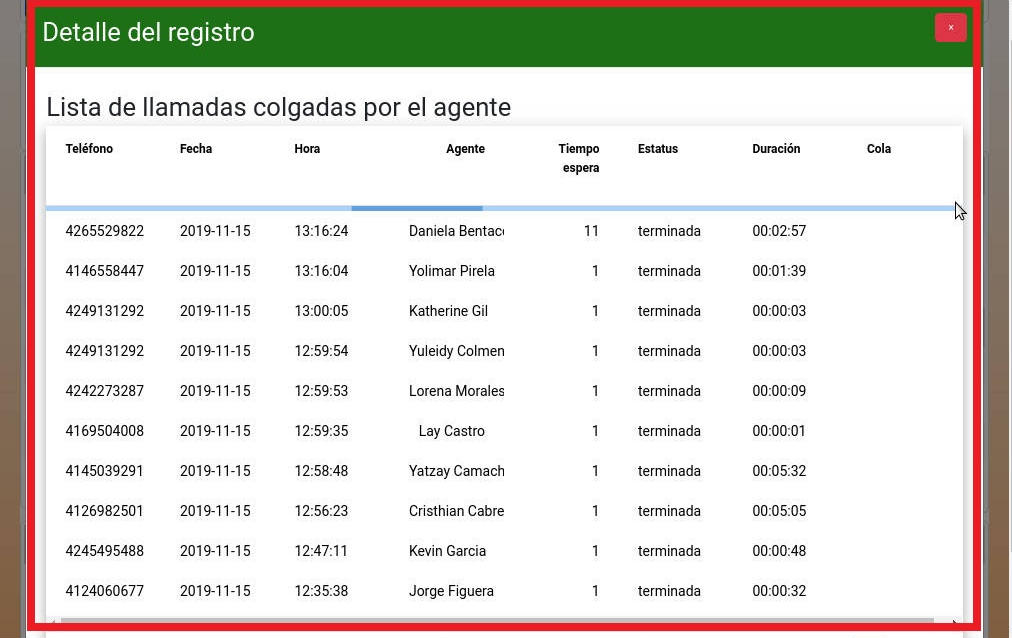 Detalle del registro
×
Lista de llamadas colgadas por el agente
Teléfono Fecha Hora Agente Tiempo espera Estatus Duración Cola
4265529822 2019-11-15 13:16:24 Daniela 11 terminada 00:02:57
4146558447 2019-11-15 13:16:04 Yolimar Pirela 1 terminada 00:01:39
4249131292 2019-11-15 13:00:05 Katherine Gil 1 terminada 00:00:03
4249131292 2019-11-15 12:59:54 Yuleidy Colmen 1 terminada 00:00:03
4242273287 2019-11-15 12:59:53 Lorena Morales 1 terminada 00:00:09
4169504008 2019-11-15 12:59:35 Lay Castro 1 terminada 00:00:01
4145039291 2019-11-15 12:58:48 Yatzay Camach 1 terminada 00:05:32
4126982501 2019-11-15 12:56:23 Cristhian Cabre 1 terminada 00:05:05
4245495488 2019-11-15 12:47:11 Kevin Garcia 1 terminada 00:00:48
4124060677 2019-11-15 12:35:38 Jorge Figuera 1 terminada 00:00:32